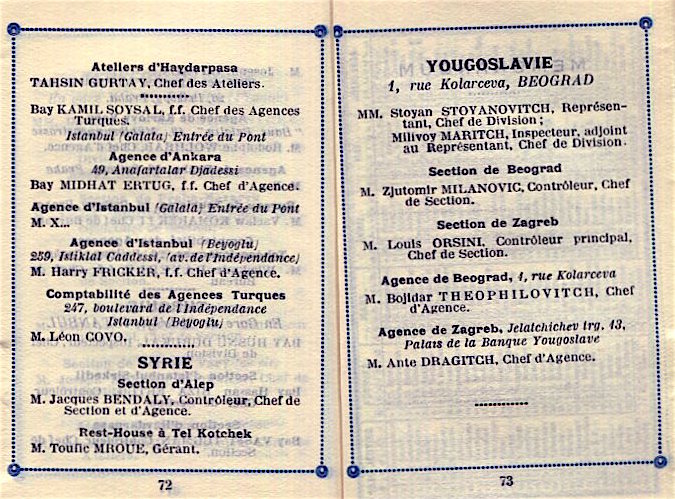 Ateliers d'Haydarpasa
TAHSIN GURTAY, Chef des Ateliers.
Bay KAMIL SOYSAL, f.f. Chef des Agences
Turques.
Istanbul (Galata) Entrée du Pont
Agence d'Ankara
49, Anafartalar Djadessi
Bay MIDHAT ERTUG, f.f. Chef d'Agence.
Agence d'Istanbul (Galata) Entrée du Pont
M. X...
Agence d'Istanbul (Beyoglu)
259, Istiklal Caddessi, (av. de l'Indépendance)
M. Harry FRICKER, f.f. Chef d'Agence.
Comptabilité des Agences Turques
247, boulevard de l'Indépendance
Istanbul (Beyoglu)
M. Léon COVO.
SYRIE
Section d'Alep
M. Jacques BENDALY, Contrôleur, Chef de
Section et d'Agence.
Rest-House à Tel Kotchek
M. Toufic MROUE, Gérant.
72
YOUGOSLAVIE
1, rue Kolarceva, BEOGRAD
MM. Stoyan STOYANOVITCH, Représen-
tant, Chef de Division ;
Milivoy MARITCH, Inspecteur, adjoint
au Représentant, Chef de Division.
Section de Beograd
M. Zjutomir MILANOVIC, Contrôleur, Chef
de Section.
Section de Zagreb
M. Louis ORSINI, Contrôleur principal,
Chef de Section.
Agence de Beograd, 1, rue Kolarceva
M. Bojidar THEOPHILOVITCH, Chef
d'Agence.
Agence de Zagreb, Jelatchichev trg. 13,
Palais de la Banque Yougoslave
M. Ante DRAGITCH, Chef d'Agence.
73